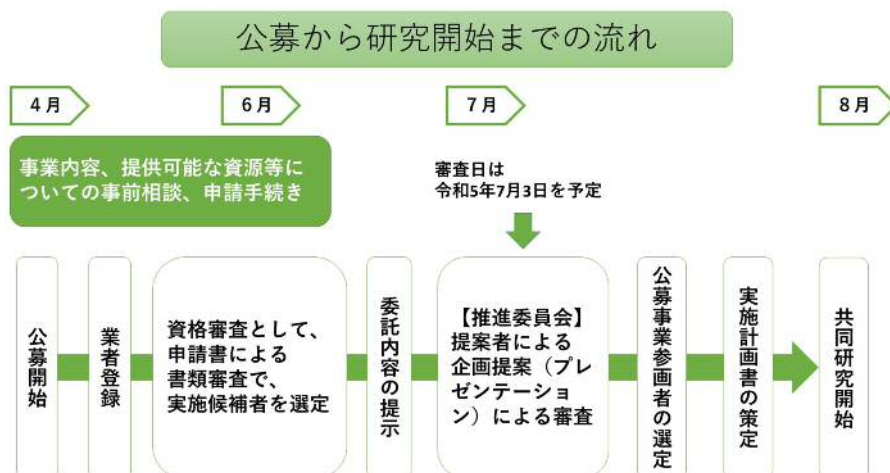 公募から研究開始までの流れ
4月
6月
7月
8月
事業内容、提供可能な資源等に
ついての事前相談、申請手続き
審査日は
令和5年7月3日を予定
公募開始
業者登録
資格審査として、
申請書による
書類審査で、
実施候補者を選定
委託内容の提示
【推進委員会】
提案者による
企画提案（プレ
ゼンテーショ
ン）による審査
公募事業参画者の選定
実施計画書の策定
共同研究開始